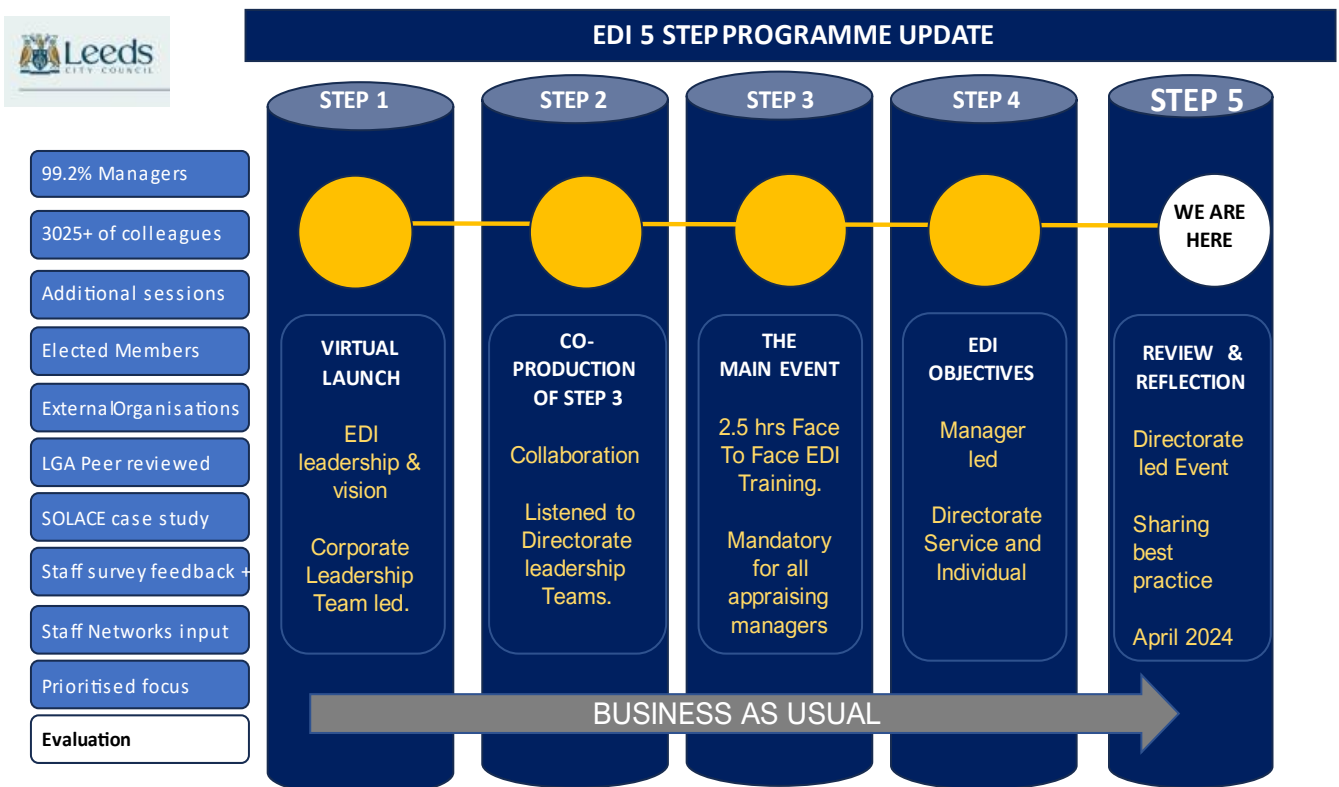 Leeds
CITY COUNCIL
EDI 5 STEP PROGRAMME UPDATE
99.2% Managers
3025+ of colleagues
Additional sessions
Elected Members
ExternalOrganisations
LGA Peer reviewed
SOLACE case study
Staff survey feedback +
Staff Networks input
Prioritised focus
Evaluation
STEP 1
VIRTUAL
LAUNCH
EDI
leadership &
vision
Corporate
Leadership
Team led.
STEP 2
CO-
PRODUCTION
OF STEP 3
Collaboration
Listened to
Directorate
leadership
Teams.
STEP 3
THE
MAIN EVENT
2.5 hrs Face
To Face EDI
Training.
Mandatory
for all
appraising
managers
STEP 4
EDI
OBJECTIVES
Manager
led
Directorate
Service and
Individual
STEP 5
WE ARE
HERE
REVIEW &
REFLECTION
Directorate
led Event
Sharing
best
practice
April 2024
BUSINESS AS USUAL